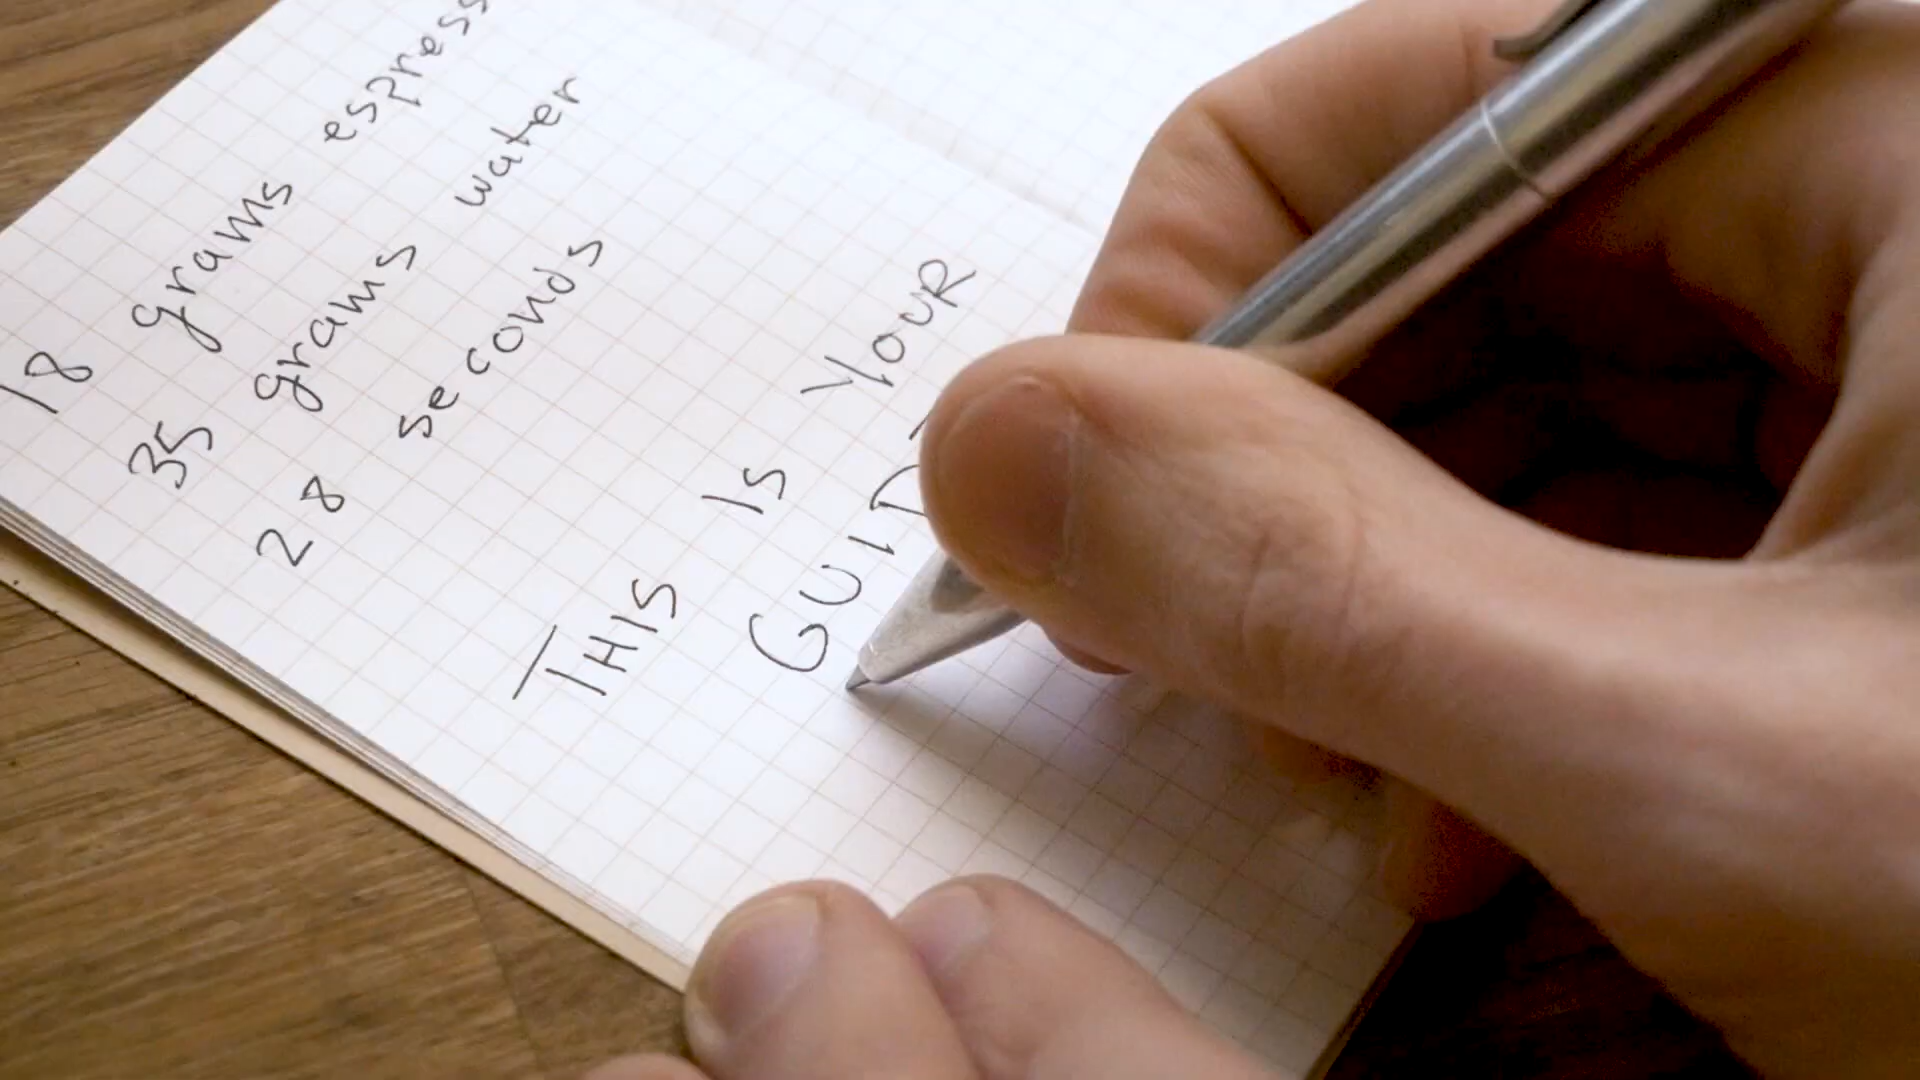 18 grams espress
35 grams water
28 seconds
THIS IS YOUR
GUID